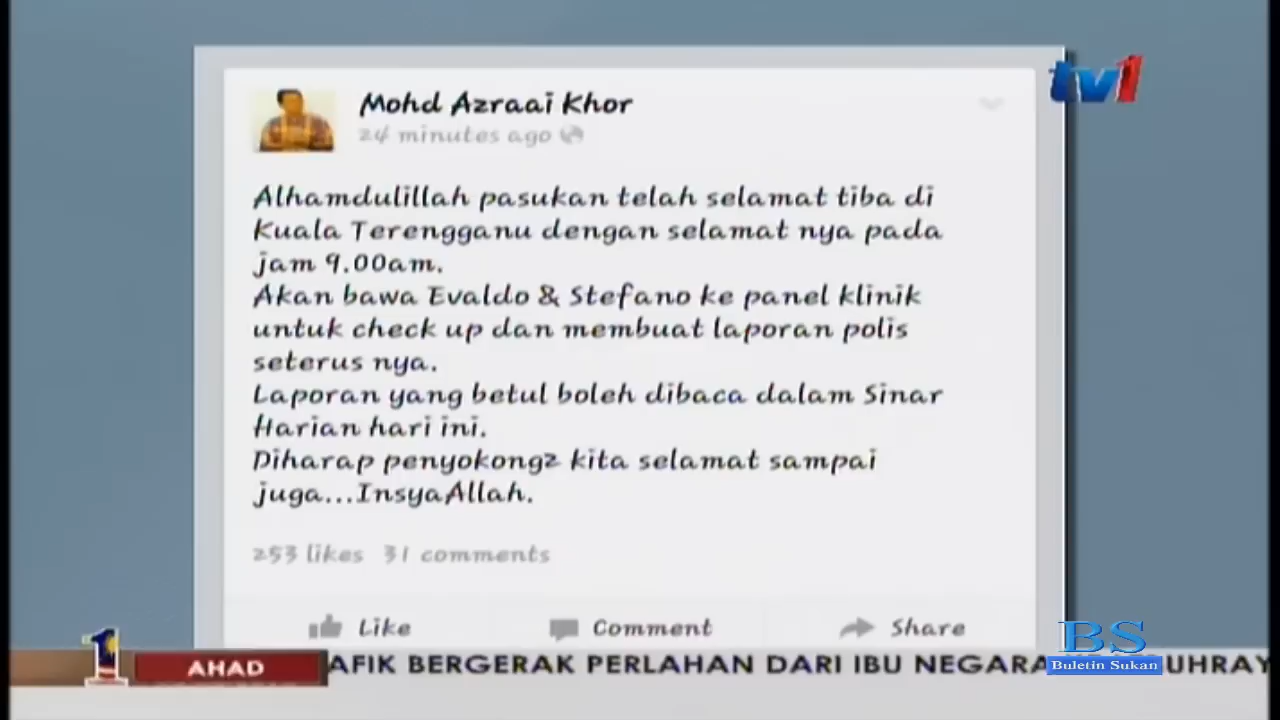 tv1
Mohd Azraai Khor
24 minutes ago
Alhamdulillah pasukan telah selamat tiba di
Kuala Terengganu dengan selamat nya pada
jam 9.00am.
Akan bawa Evaldo & Stefano ke panel klinik
untuk check up dan membuat laporan polis
seterus nya.
Laporan yang betul boleh dibaca dalam Sinar
Harian hari ini.
Diharap penyokong2 kita selamat sampai
juga...InsyaAllah.
253 likes 31 comments
Like Comment Share
BS
Buletin Sukan
1 AHAD AFIK BERGERAK PERLAHAN DARI IBU NEGARA UHRAY